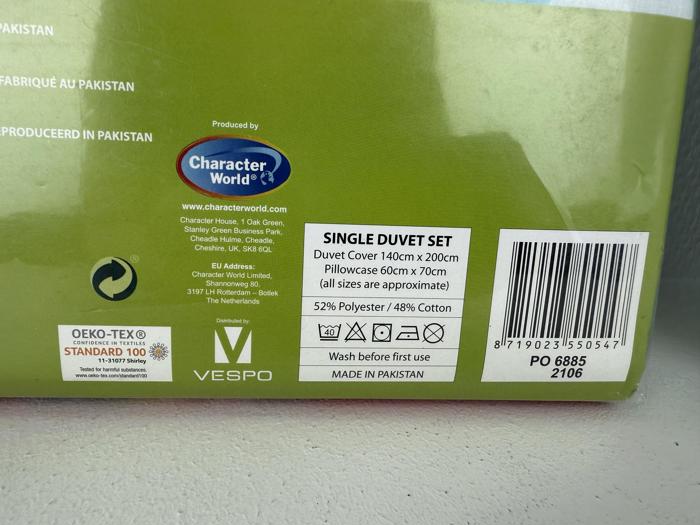 PAKISTAN
FABRIQUÉ AU PAKISTAN
PRODUCEERD IN PAKISTAN
Produced by
Character
World®
www.characterworld.com
Character House, 1 Oak Green,
Stanley Green Business Park,
Cheadle Hulme, Cheadle,
Cheshire, UK, SK8 6QL
EU Address:
Character World Limited,
Shannonweg 80,
3197 LH Rotterdam – Botlek
The Netherlands
Distributed by:
VESPO
®
OEKO-TEX®
CONFIDENCE IN TEXTILES
STANDARD 100
11-31077 Shirley
Tested for harmful substances.
www.oeko-tex.com/standard100
SINGLE DUVET SET
Duvet Cover 140cm x 200cm
Pillowcase 60cm x 70cm
(all sizes are approximate)
52% Polyester / 48% Cotton
40
Wash before first use
MADE IN PAKISTAN
8 719023 550547
PO 6885
2106